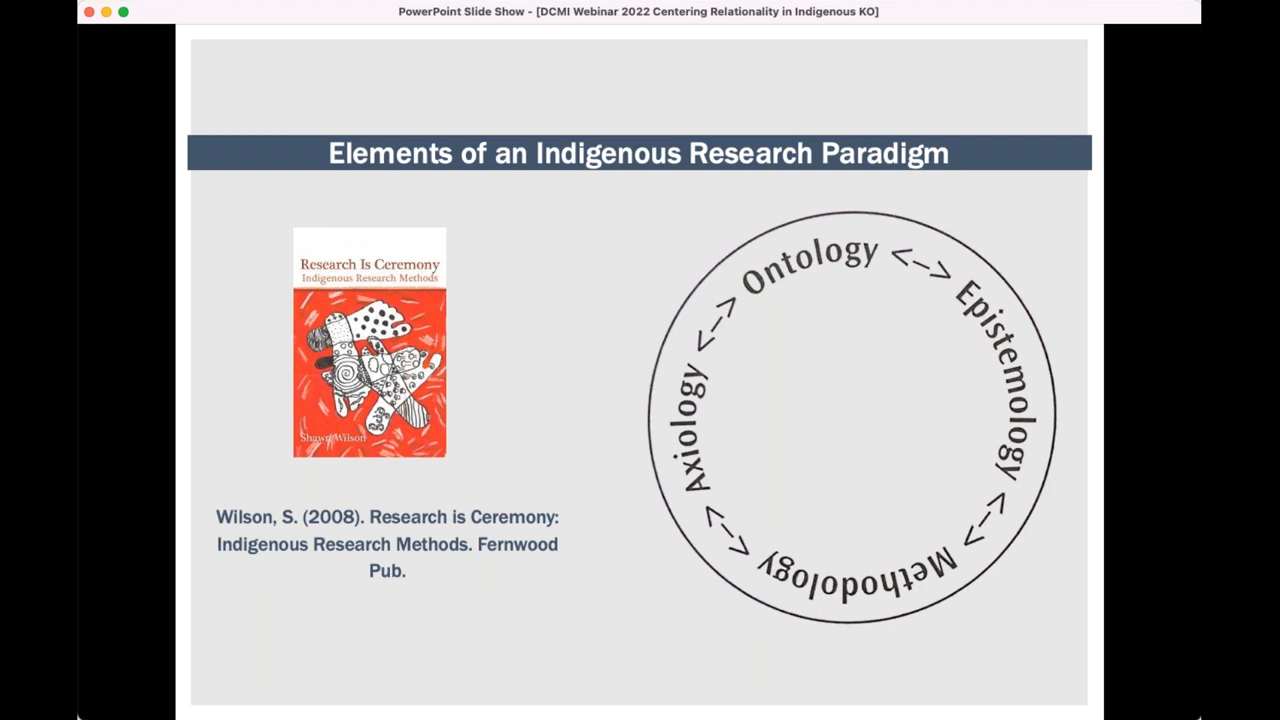 PowerPoint Slide Show - [DCMI Webinar 2022 Centering Relationality in Indigenous KO]
Elements of an Indigenous Research Paradigm
Research Is Ceremony
Indigenous Research Methods
Shawn Wilson
Wilson, S. (2008). Research is Ceremony:
Indigenous Research Methods. Fernwood
Pub.
Ontology <--> Epistemology <--> Methodology <--> Axiology <-->